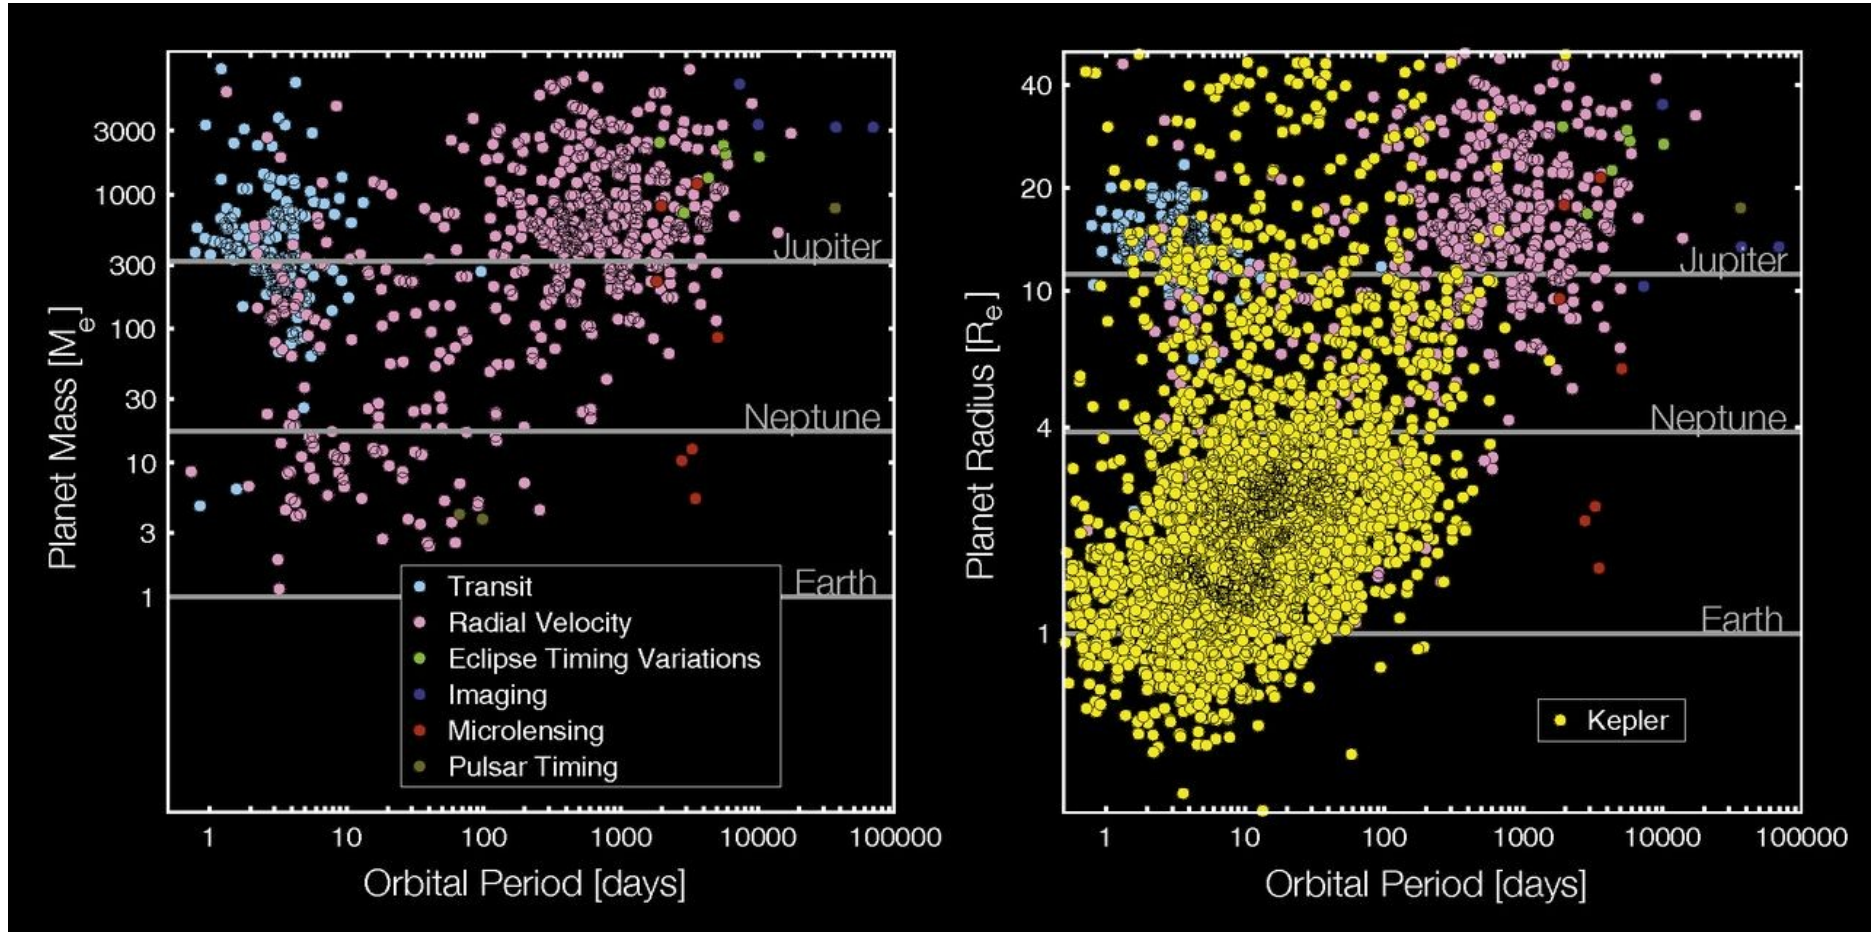 3000
1000
300
100
30
10
3
1
Planet Mass [Me]
Jupiter
Neptune
Earth
Transit
Radial Velocity
Eclipse Timing Variations
Imaging
Microlensing
Pulsar Timing
1 10 100 1000 10000 100000
Orbital Period [days]
40
20
10
4
1
Planet Radius [Re]
Jupiter
Neptune
Earth
Kepler
1 10 100 1000 10000 100000
Orbital Period [days]